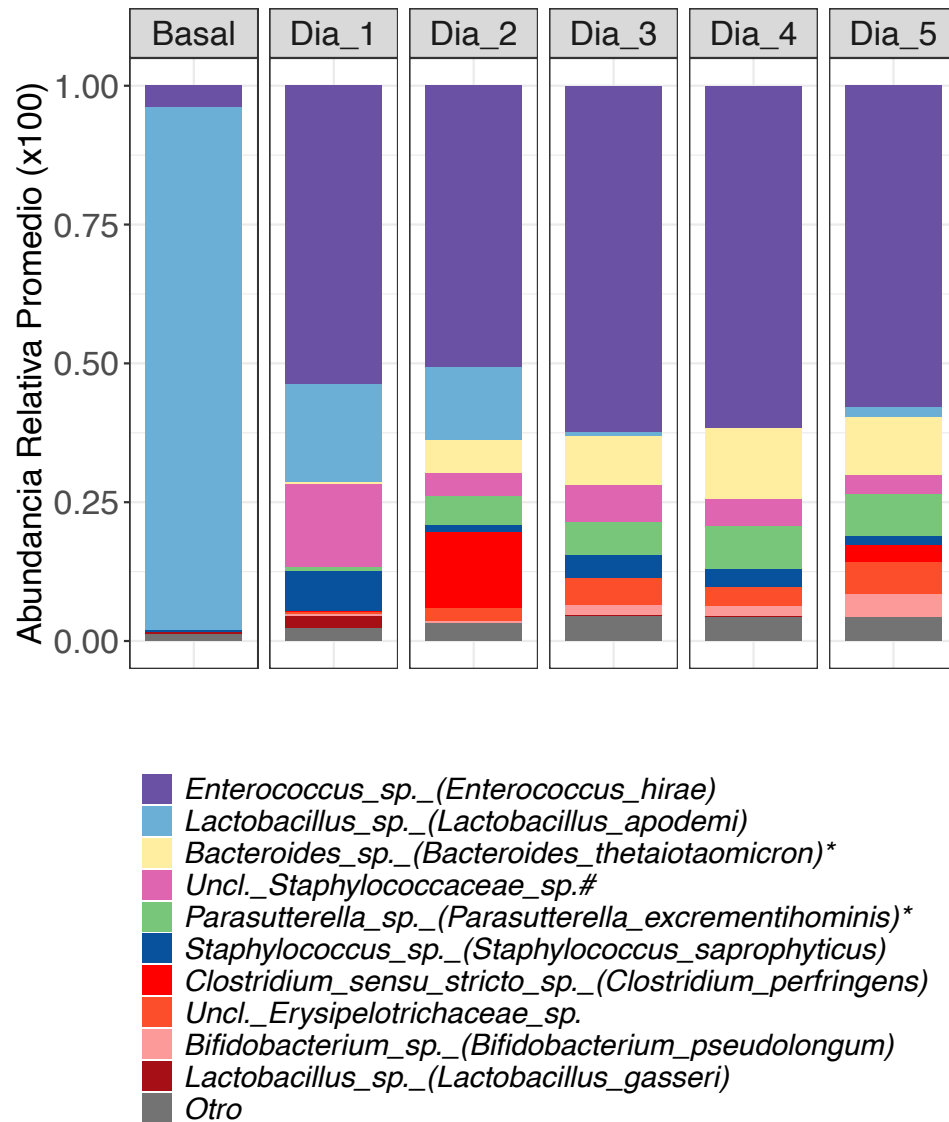 Basal Dia_1 Dia_2 Dia_3 Dia_4 Dia_5
Abundancia Relativa Promedio (x100)
1.00
0.75
0.50
0.25
0.00
Enterococcus_sp._(Enterococcus_hirae)
Lactobacillus_sp._(Lactobacillus_apodemi)
Bacteroides_sp._(Bacteroides_thetaiotaomicron)*
Uncl._Staphylococcaceae_sp.#
Parasutterella_sp._(Parasutterella_excrementihominis)*
Staphylococcus_sp._(Staphylococcus_saprophyticus)
Clostridium_sensu_stricto_sp._(Clostridium_perfringens)
Uncl._Erysipelotrichaceae_sp.
Bifidobacterium_sp._(Bifidobacterium_pseudolongum)
Lactobacillus_sp._(Lactobacillus_gasseri)
Otro